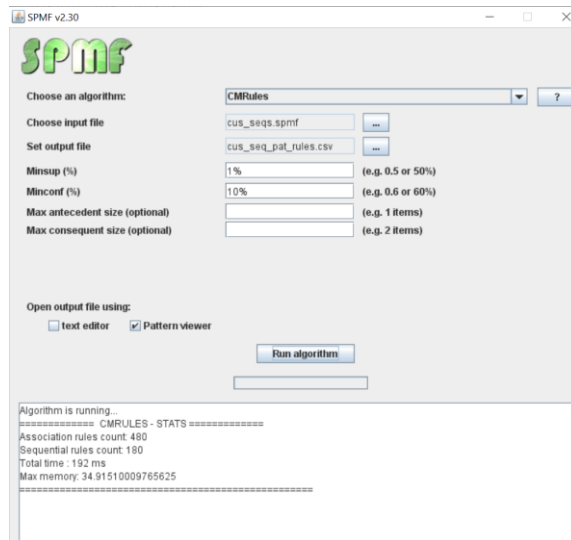 SPMF v2.30
SPMF
Choose an algorithm: CMRules ?
Choose input file cus_seqs.spmf ...
Set output file cus_seq_pat_rules.csv ...
Minsup (%) 1% (e.g. 0.5 or 50%)
Minconf (%) 10% (e.g. 0.6 or 60%)
Max antecedent size (optional) (e.g. 1 items)
Max consequent size (optional) (e.g. 2 items)
Open output file using:
text editor Pattern viewer
Run algorithm
Algorithm is running...
============= CMRULES - STATS =============
Association rules count: 480
Sequential rules count: 180
Total time : 192 ms
Max memory: 34.91510009765625
===================================================